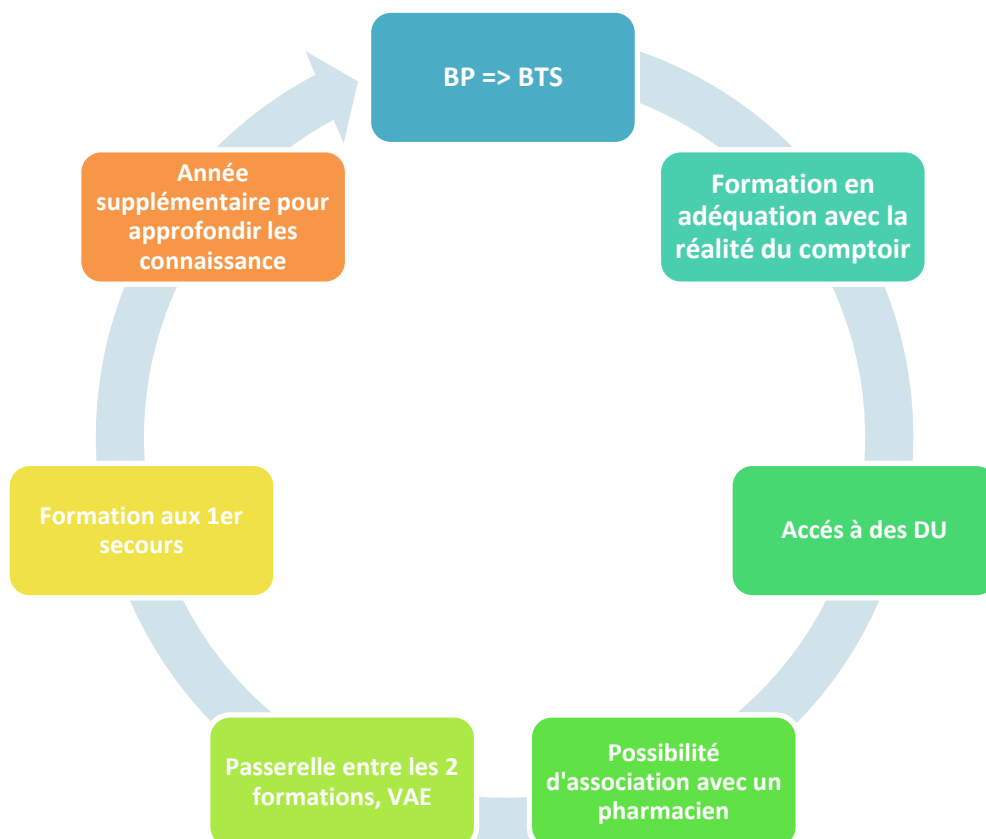 BP => BTS
Formation en
adéquation avec la
réalité du comptoir
Accés à des DU
Possibilité
d'association avec un
pharmacien
Passerelle entre les 2
formations, VAE
Formation aux 1er
secours
Année
supplémentaire pour
approfondir les
connaissance